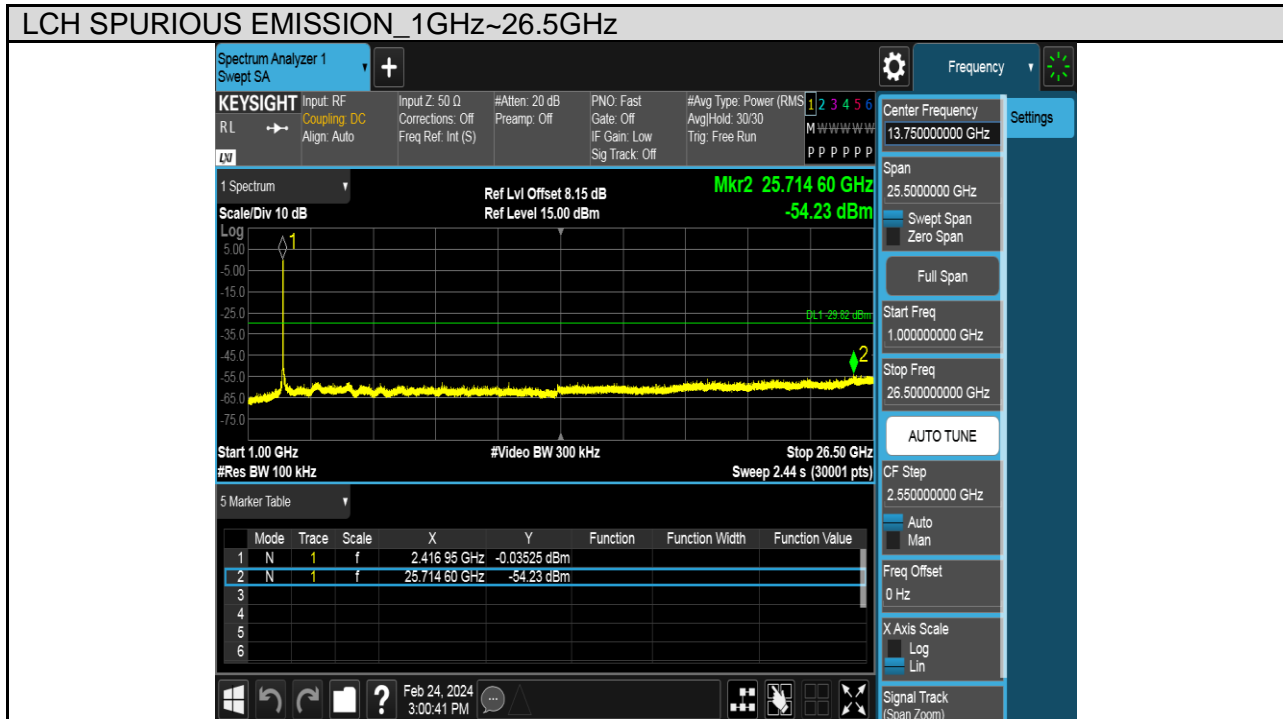 LCH SPURIOUS EMISSION_1GHz~26.5GHz
Spectrum Analyzer 1
Swept SA
Frequency
KEYSIGHT
RL
LXI
Input: RF
Coupling: DC
Align: Auto
Input Z: 50 Ω
Corrections: Off
Freq Ref: Int (S)
#Atten: 20 dB
Preamp: Off
PNO: Fast
Gate: Off
IF Gain: Low
Sig Track: Off
#Avg Type: Power (RMS
Avg|Hold: 30/30
Trig: Free Run
1 2 3 4 5 6
M W W W W W
P P P P P P
1 Spectrum
Scale/Div 10 dB
Ref Lvl Offset 8.15 dB
Ref Level 15.00 dBm
Mkr2 25.714 60 GHz
-54.23 dBm
Log
5.00
-5.00
-15.0
-25.0
-35.0
-45.0
-55.0
-65.0
-75.0
1
DL1 -29.82 dBm
2
Start 1.00 GHz
#Res BW 100 kHz
#Video BW 300 kHz
Stop 26.50 GHz
Sweep 2.44 s (30001 pts)
5 Marker Table
Mode Trace Scale X Y Function Function Width Function Value
1 N 1 f 2.416 95 GHz -0.03525 dBm
2 N 1 f 25.714 60 GHz -54.23 dBm
3
4
5
6
Feb 24, 2024
3:00:41 PM
Center Frequency
13.75000000 GHz
Settings
Span
25.5000000 GHz
Swept Span
Zero Span
Full Span
Start Freq
1.000000000 GHz
Stop Freq
26.500000000 GHz
AUTO TUNE
CF Step
2.550000000 GHz
Auto
Man
Freq Offset
0 Hz
X Axis Scale
Log
Lin
Signal Track
(Span Zoom)